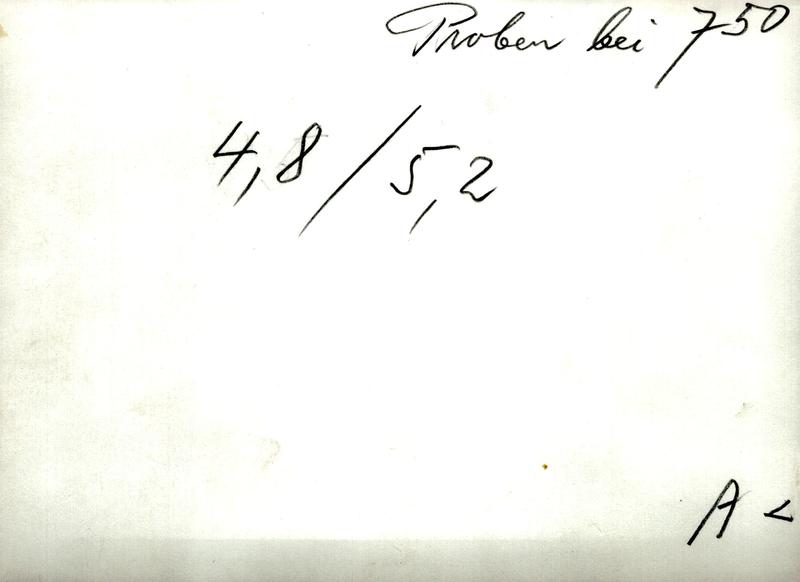 Proben bei 750
4,8 / 5,2
A <